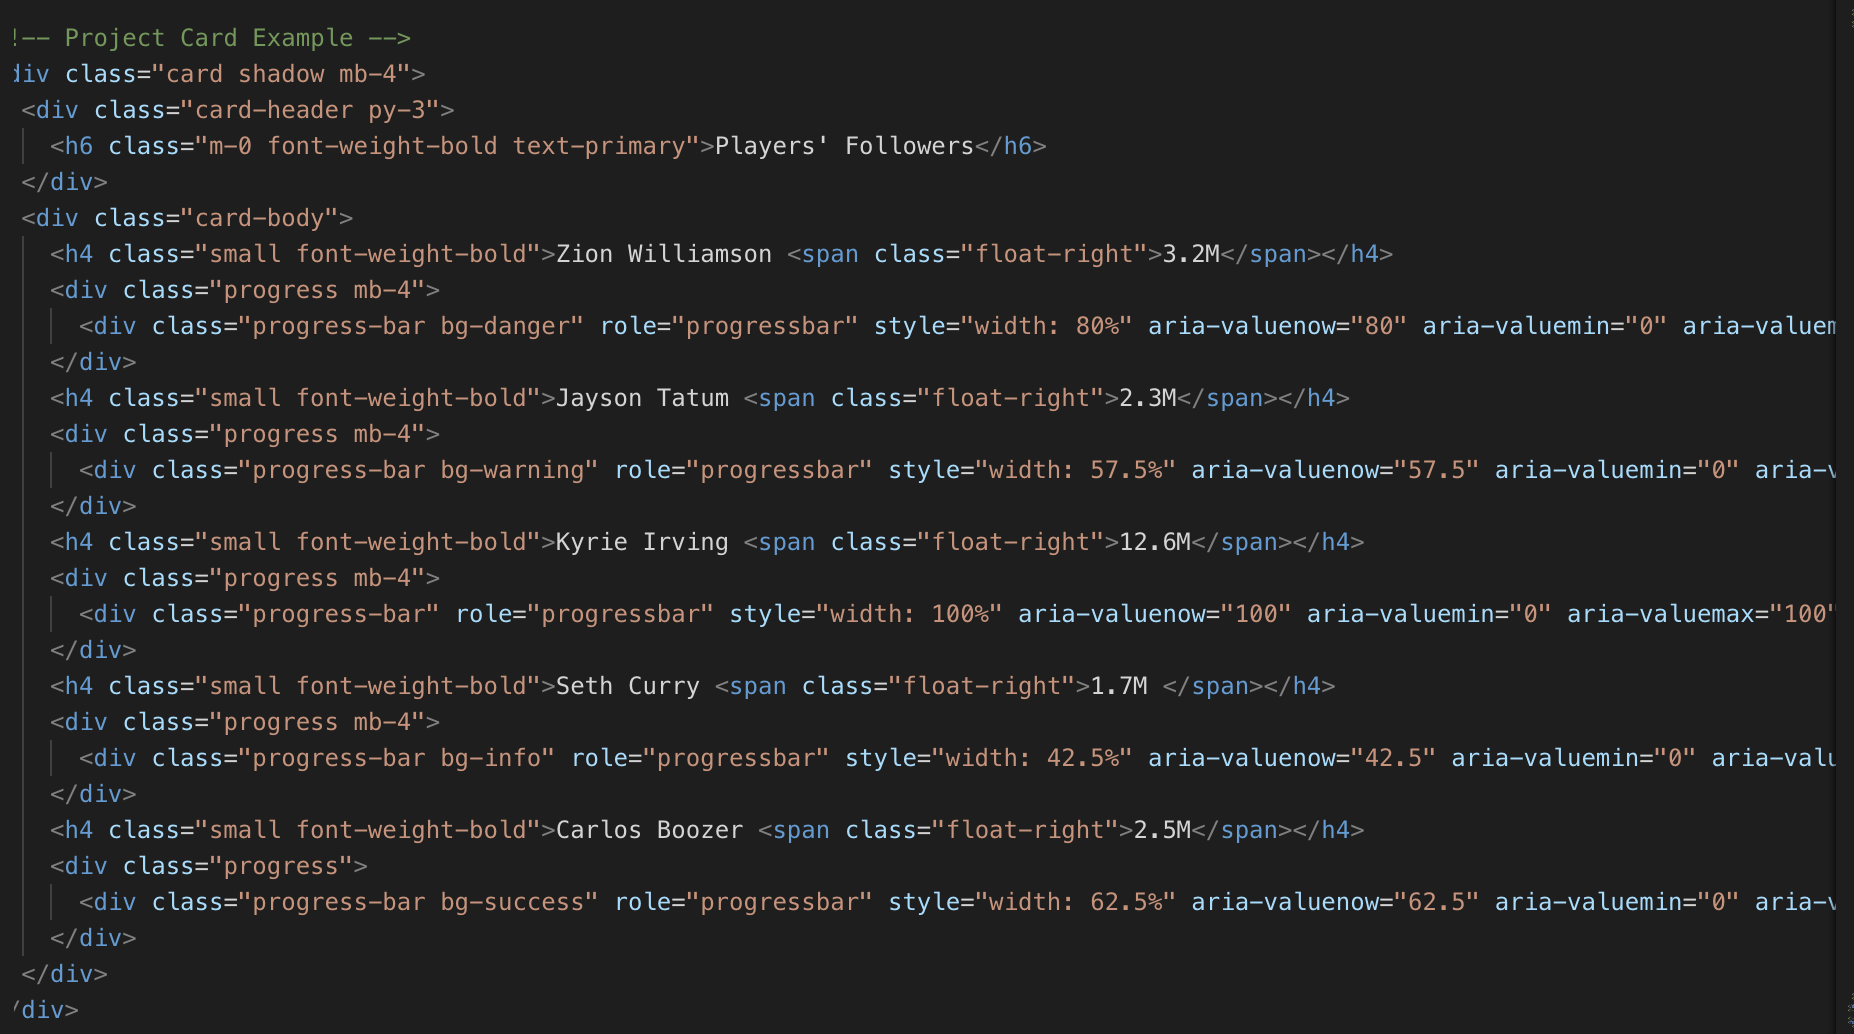 !-- Project Card Example -->
div class="card shadow mb-4">
<div class="card-header py-3">
<h6 class="m-0 font-weight-bold text-primary">Players' Followers</h6>
</div>
<div class="card-body">
<h4 class="small font-weight-bold">Zion Williamson <span class="float-right">3.2M</span></h4>
<div class="progress mb-4">
<div class="progress-bar bg-danger" role="progressbar" style="width: 80%" aria-valuenow="80" aria-valuemin="0" aria-valuem
</div>
<h4 class="small font-weight-bold">Jayson Tatum <span class="float-right">2.3M</span></h4>
<div class="progress mb-4">
<div class="progress-bar bg-warning" role="progressbar" style="width: 57.5%" aria-valuenow="57.5" aria-valuemin="0" aria-v
</div>
<h4 class="small font-weight-bold">Kyrie Irving <span class="float-right">12.6M</span></h4>
<div class="progress mb-4">
<div class="progress-bar" role="progressbar" style="width: 100%" aria-valuenow="100" aria-valuemin="0" aria-valuemax="100"
</div>
<h4 class="small font-weight-bold">Seth Curry <span class="float-right">1.7M </span></h4>
<div class="progress mb-4">
<div class="progress-bar bg-info" role="progressbar" style="width: 42.5%" aria-valuenow="42.5" aria-valuemin="0" aria-valu
</div>
<h4 class="small font-weight-bold">Carlos Boozer <span class="float-right">2.5M</span></h4>
<div class="progress">
<div class="progress-bar bg-success" role="progressbar" style="width: 62.5%" aria-valuenow="62.5" aria-valuemin="0" aria-v
</div>
</div>
/div>